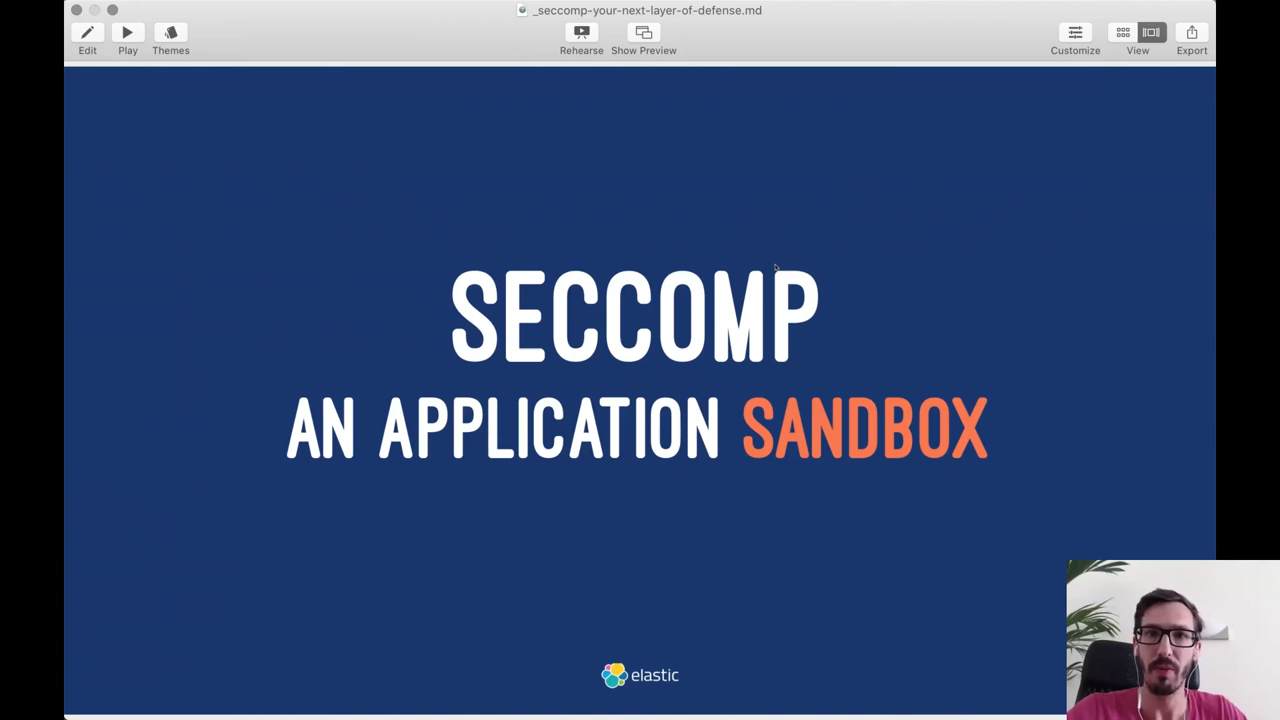 _seccomp-your-next-layer-of-defense.md
Edit
Play
Themes
Rehearse
Show Preview
Customize
View
Export
SECCOMP
AN APPLICATION SANDBOX
elastic